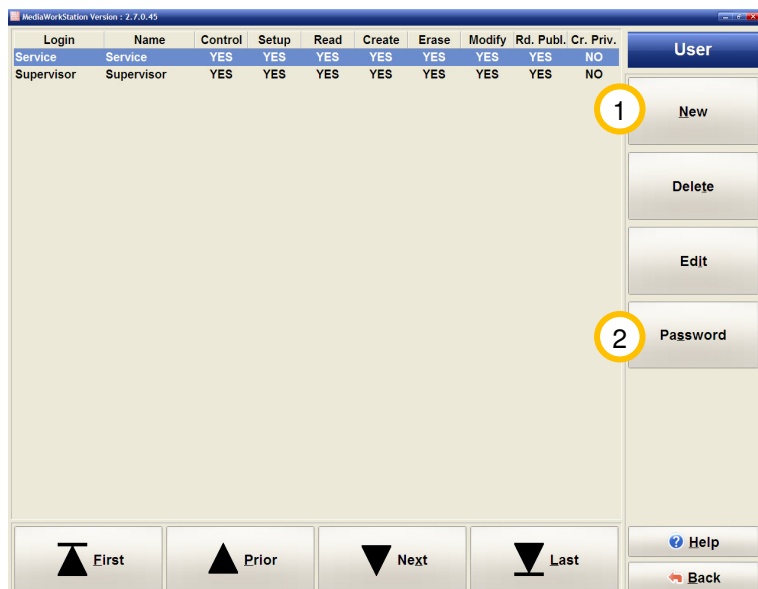 MediaWorkStation Version : 2.7.0.45
Login Name Control Setup Read Create Erase Modify Rd. Publ. Cr. Priv.
Service Service YES YES YES YES YES YES YES NO
Supervisor Supervisor YES YES YES YES YES YES YES NO
User
1 New
Delete
Edit
2 Password
First Prior Next Last
Help
Back